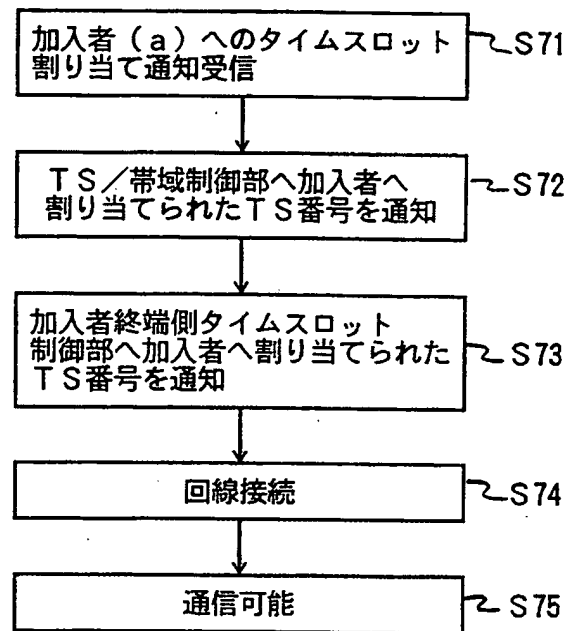 加入者(a)へのタイムスロット
割り当て通知受信
S71
TS/帯域制御部へ加入者へ
割り当てられたTS番号を通知
S72
加入者終端側タイムスロット
制御部へ加入者へ割り当てられた
TS番号を通知
S73
回線接続
S74
通信可能
S75